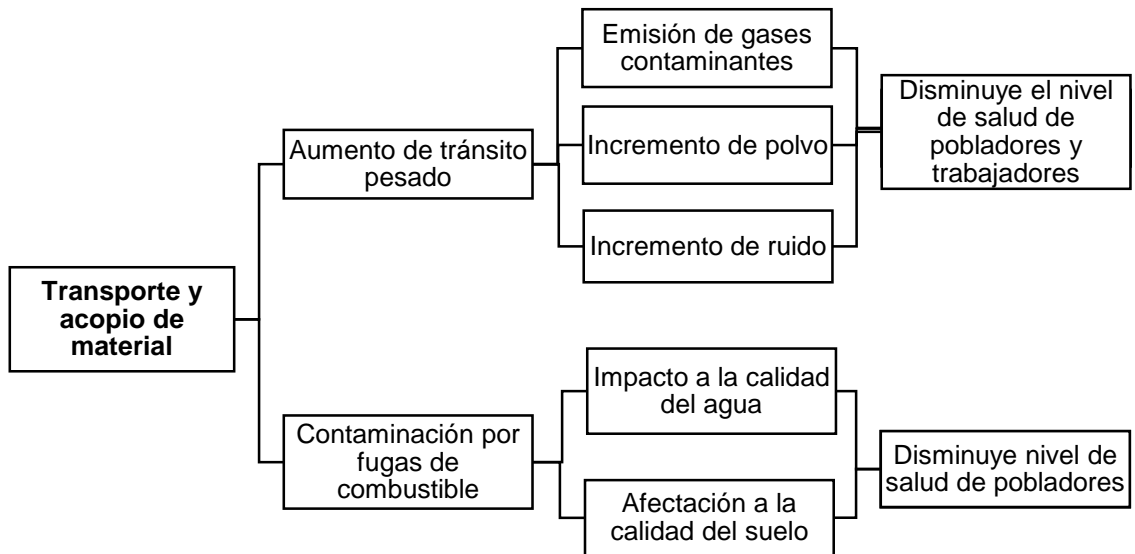 Transporte y
acopio de
material
Aumento de tránsito
pesado
Emisión de gases
contaminantes
Incremento de polvo
Incremento de ruido
Disminuye el nivel
de salud de
pobladores y
trabajadores
Contaminación por
fugas de
combustible
Impacto a la calidad
del agua
Afectación a la
calidad del suelo
Disminuye nivel de
salud de pobladores